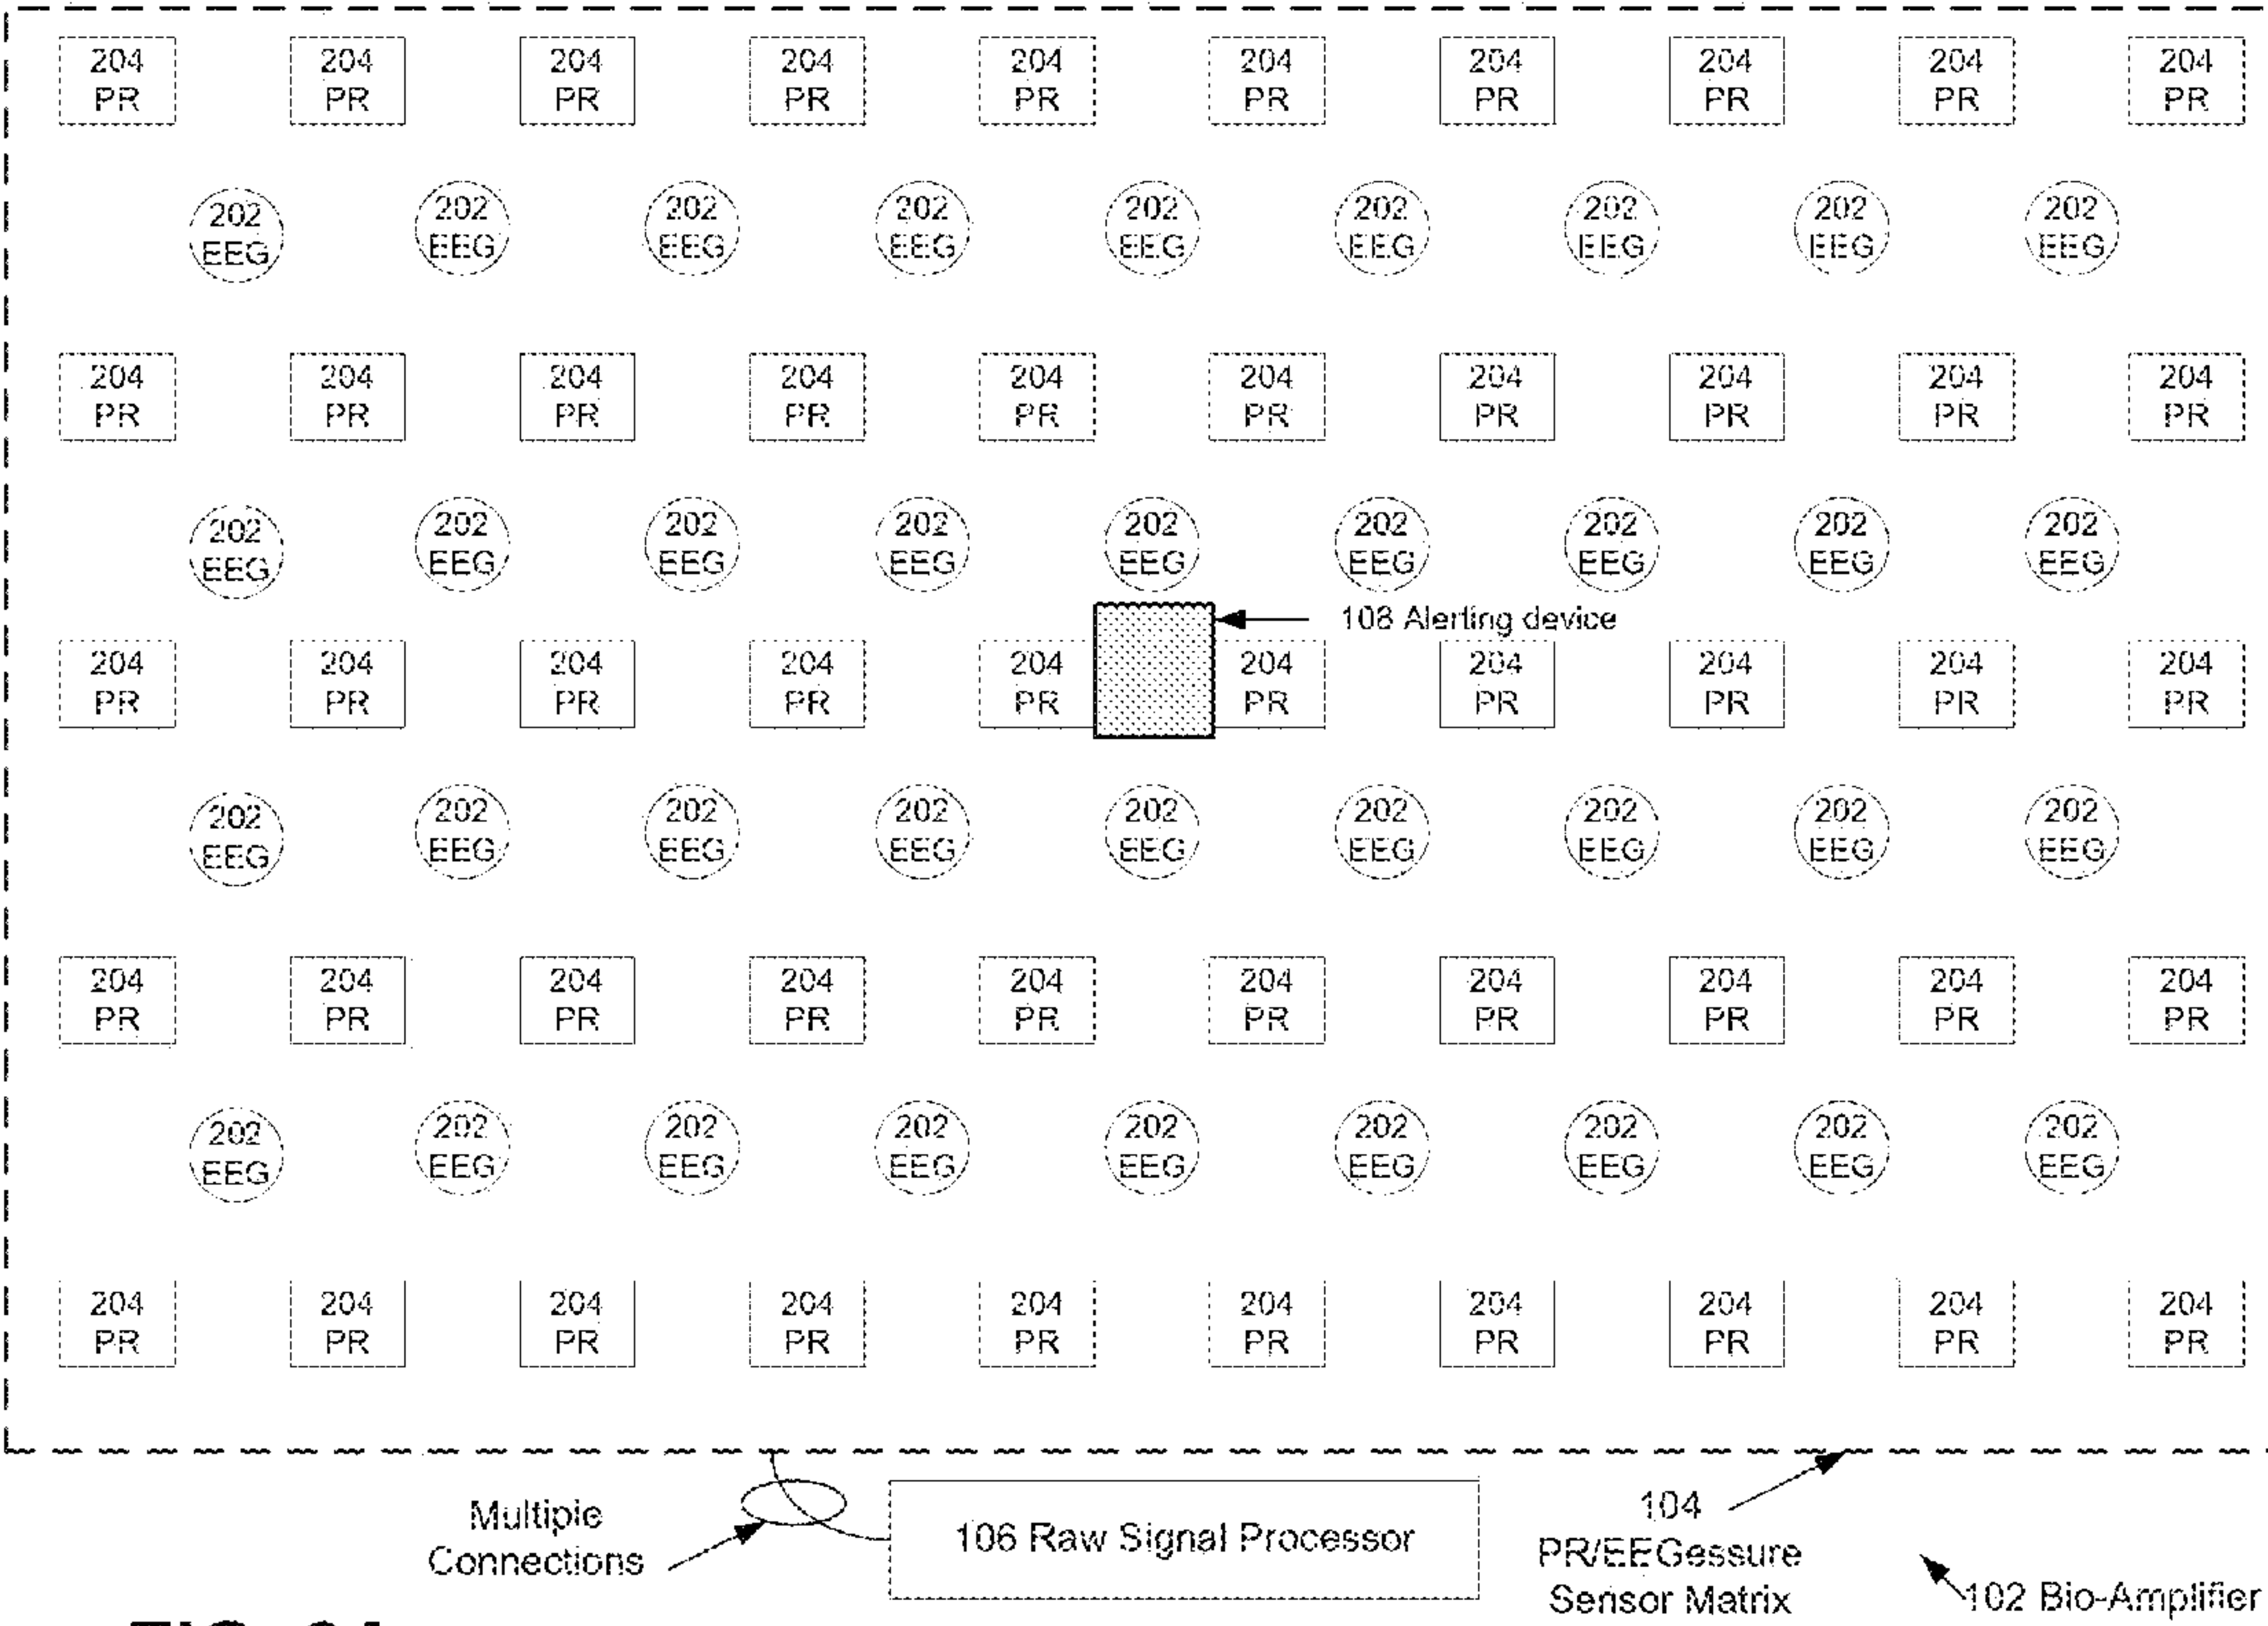 204 204 204 204 204 204 204 204 204 204
PR PR PR PR PR PR PR PR PR PR
202 202 202 202 202 202 202 202 202
EEG EEG EEG EEG EEG EEG EEG EEG EEG
204 204 204 204 204 204 204 204 204 204
PR PR PR PR PR PR PR PR PR PR
202 202 202 202 202 202 202 202 202
EEG EEG EEG EEG EEG EEG EEG EEG EEG
108 Alerting device
204 204 204 204 204 204 204 204 204 204
PR PR PR PR PR PR PR PR PR PR
202 202 202 202 202 202 202 202 202
EEG EEG EEG EEG EEG EEG EEG EEG EEG
204 204 204 204 204 204 204 204 204 204
PR PR PR PR PR PR PR PR PR PR
202 202 202 202 202 202 202 202 202
EEG EEG EEG EEG EEG EEG EEG EEG EEG
204 204 204 204 204 204 204 204 204 204
PR PR PR PR PR PR PR PR PR PR
Multiple
Connections
106 Raw Signal Processor
104
PR/EEGessure
Sensor Matrix
102 Bio-Amplifier